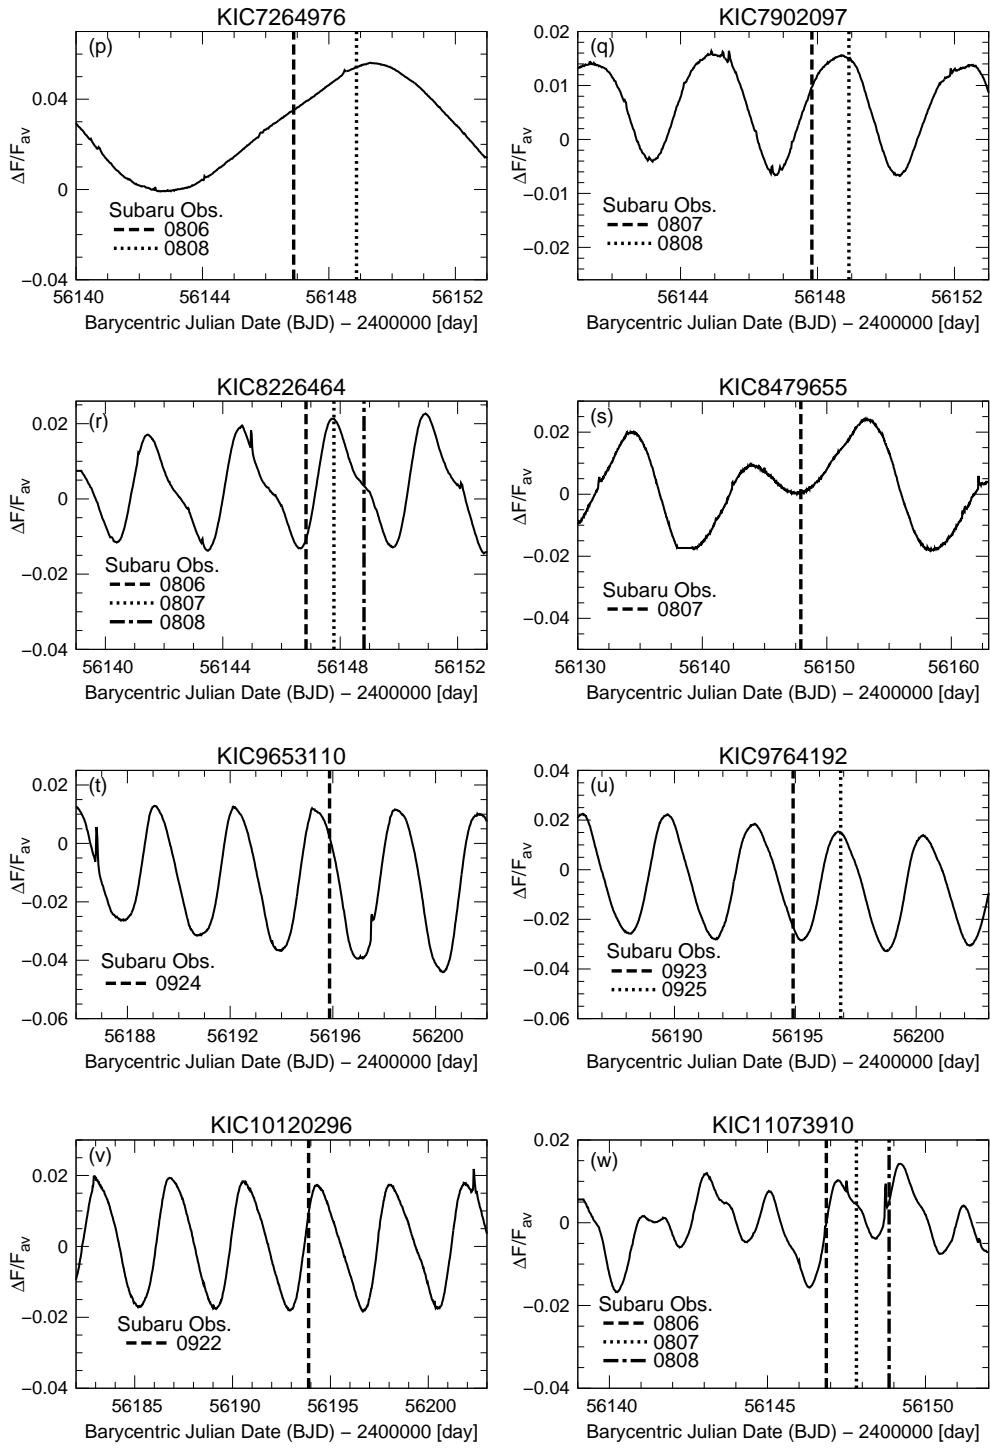 KIC7264976
(p)
0.04
0
−0.04
ΔF/Fav
Subaru Obs.
0806
0808
56140 56144 56148 56152
Barycentric Julian Date (BJD) − 2400000 [day]
KIC7902097
(q)
0.02
0.01
0
−0.01
−0.02
ΔF/Fav
Subaru Obs.
0807
0808
56144 56148 56152
Barycentric Julian Date (BJD) − 2400000 [day]
KIC8226464
(r)
0.02
0
−0.02
−0.04
ΔF/Fav
Subaru Obs.
0806
0807
0808
56140 56144 56148 56152
Barycentric Julian Date (BJD) − 2400000 [day]
KIC8479655
(s)
0.02
0
−0.02
−0.04
ΔF/Fav
Subaru Obs.
0807
56130 56140 56150 56160
Barycentric Julian Date (BJD) − 2400000 [day]
KIC9653110
(t)
0.02
0
−0.02
−0.04
−0.06
ΔF/Fav
Subaru Obs.
0924
56188 56192 56196 56200
Barycentric Julian Date (BJD) − 2400000 [day]
KIC9764192
(u)
0.04
0.02
0
−0.02
−0.04
−0.06
ΔF/Fav
Subaru Obs.
0923
0925
56190 56195 56200
Barycentric Julian Date (BJD) − 2400000 [day]
KIC10120296
(v)
0.02
0
−0.02
−0.04
ΔF/Fav
Subaru Obs.
0922
56185 56190 56195 56200
Barycentric Julian Date (BJD) − 2400000 [day]
KIC11073910
(w)
0.02
0
−0.02
−0.04
ΔF/Fav
Subaru Obs.
0806
0807
0808
56140 56145 56150
Barycentric Julian Date (BJD) − 2400000 [day]